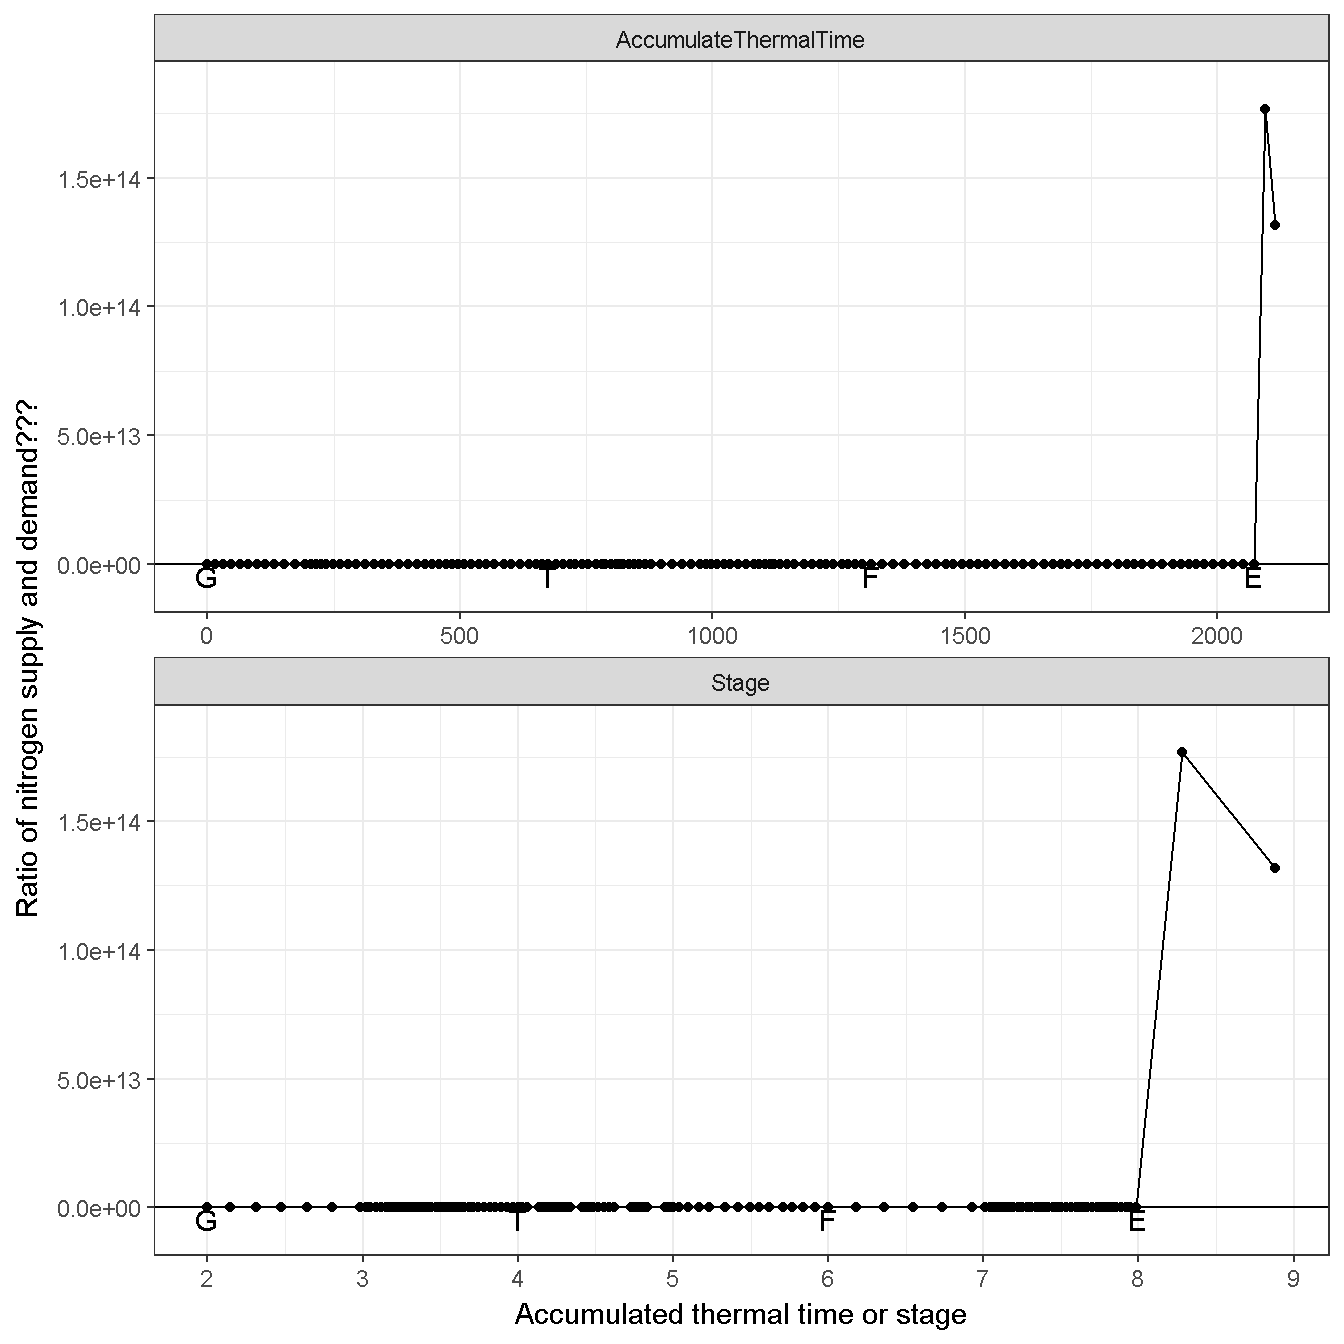 AccumulateThermalTime
1.5e+14
1.0e+14
5.0e+13
0.0e+00
G
T
F
E
0
500
1000
1500
2000
Ratio of nitrogen supply and demand???
Stage
1.5e+14
1.0e+14
5.0e+13
0.0e+00
G
F
E
2
3
4
5
6
7
8
9
Accumulated thermal time or stage